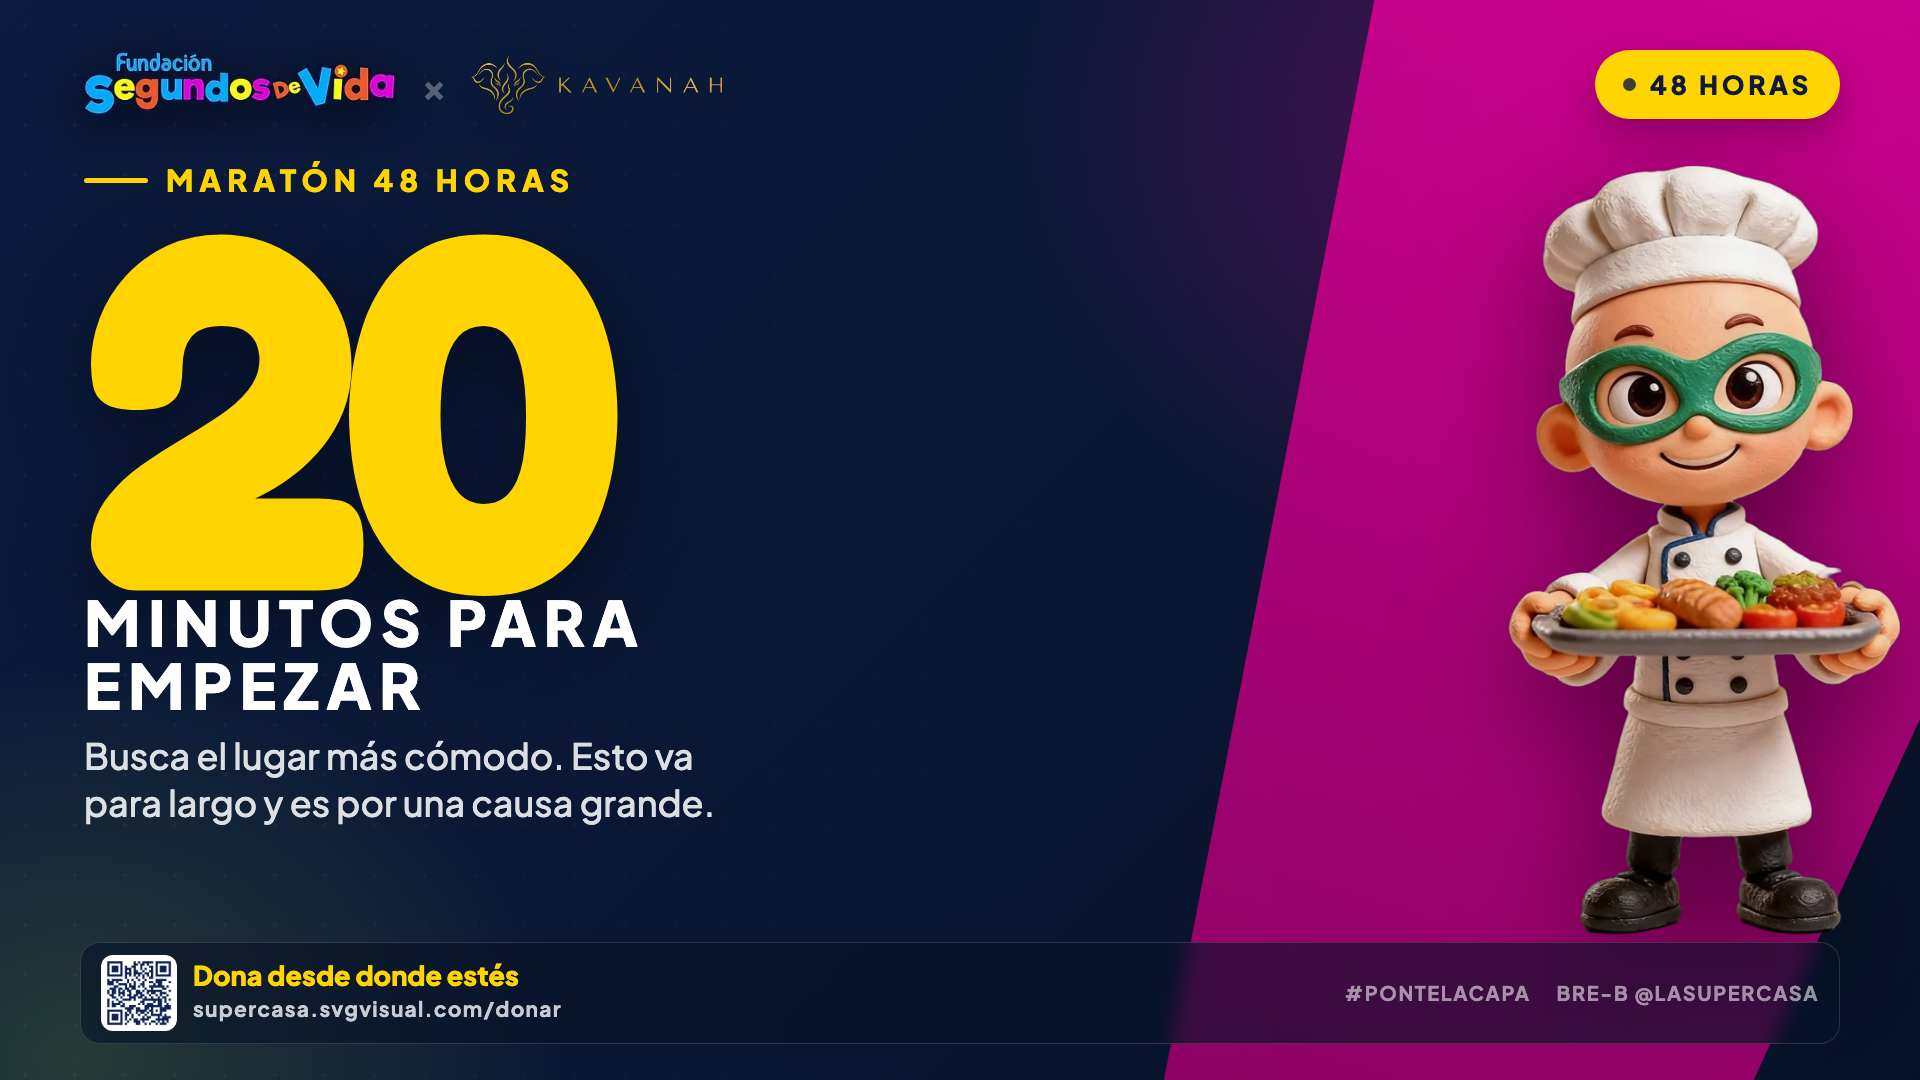 Fundación
Segundos DE Vida
×
KAVANAH
48 HORAS
MARATÓN 48 HORAS
20
MINUTOS PARA
EMPEZAR
Busca el lugar más cómodo. Esto va
para largo y es por una causa grande.
Dona desde donde estés
supercasa.svgvisual.com/donar
#PONTELACAPA
BRE-B @LASUPERCASA